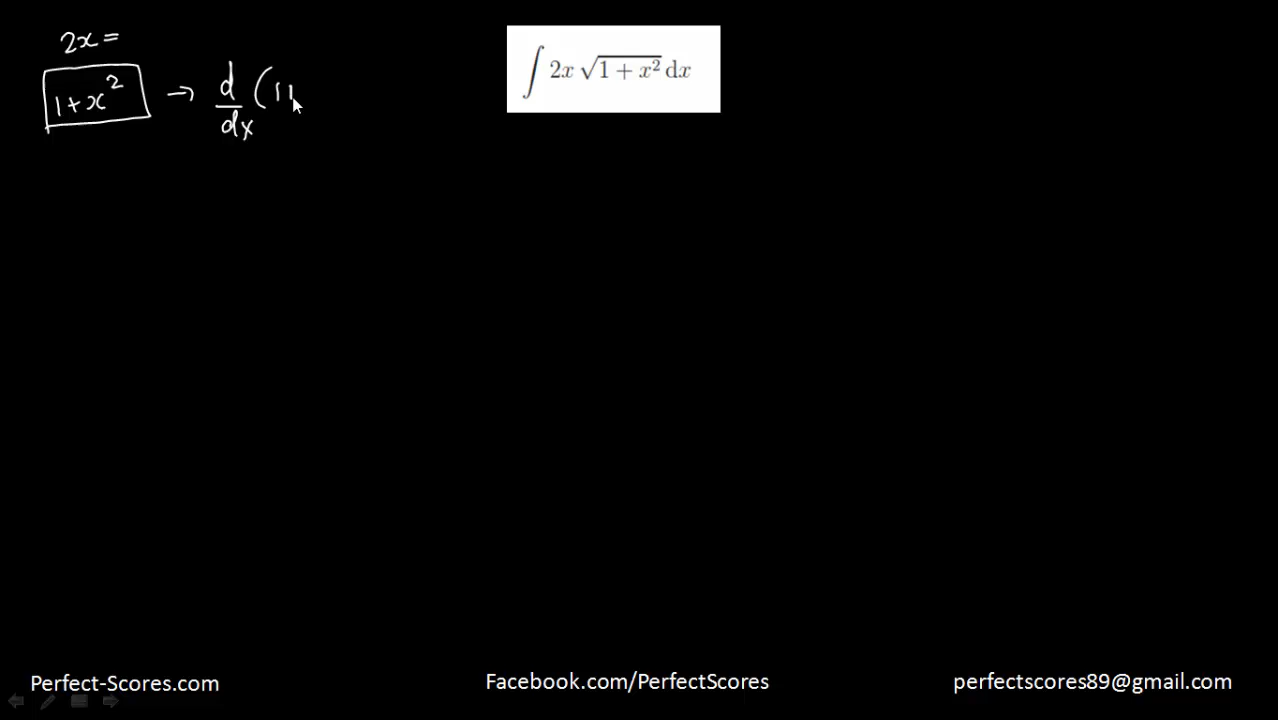 2x =
1 + x² → d/dx (1
∫ 2x √(1 + x²) dx
Perfect-Scores.com
Facebook.com/PerfectScores
perfectscores89@gmail.com